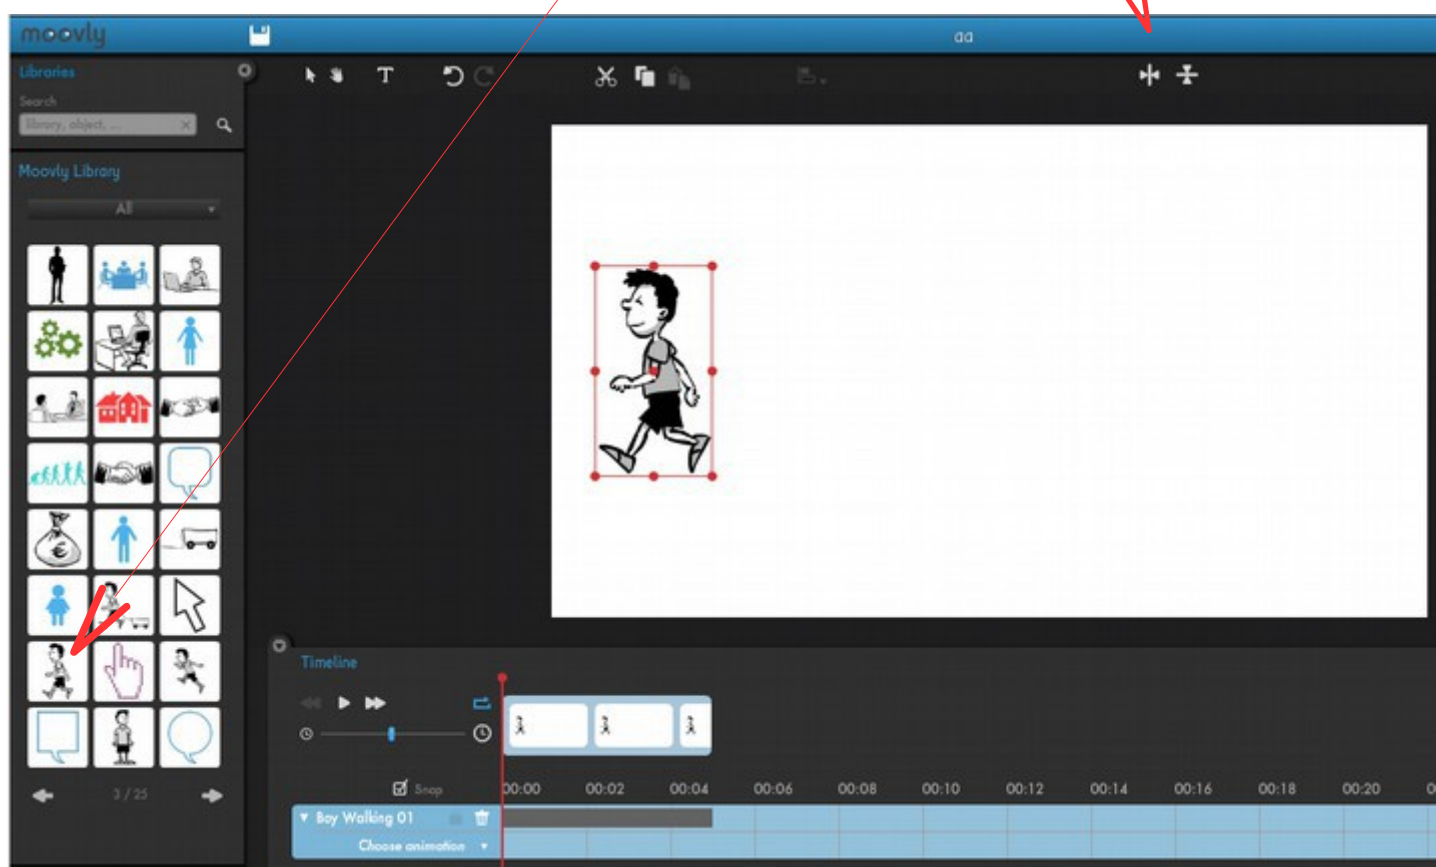 moovly
aa
Libraries
T
Search
library, object, ...
Moovly Library
All
Timeline
3 / 25
Snap
00:00 00:02 00:04 00:06 00:08 00:10 00:12 00:14 00:16 00:18 00:20
Boy Walking 01
Choose animation